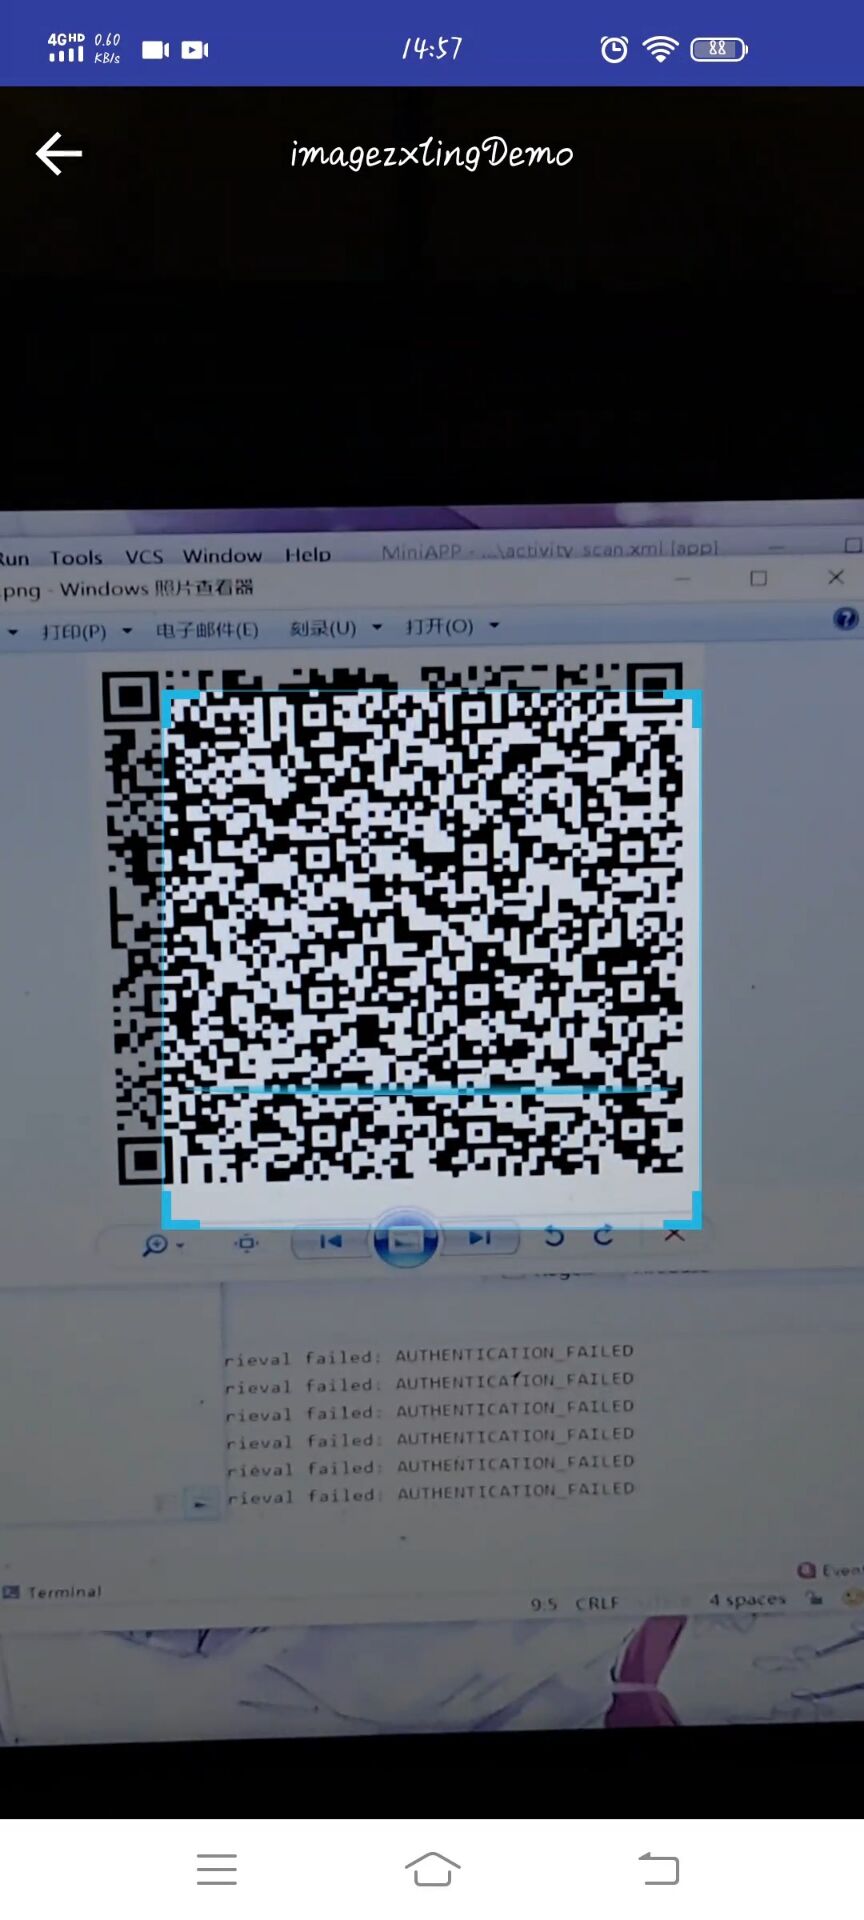 4GHD 0.60 KB/s 14:57 88
imagezxingDemo
Run Tools VCS Window Help MiniAPP - ...\activity_scan.xml [app]
.png - Windows 照片查看器
打印(P) 电子邮件(E) 刻录(U) 打开(O)
rieval failed: AUTHENTICATION_FAILED
rieval failed: AUTHENTICATION_FAILED
rieval failed: AUTHENTICATION_FAILED
rieval failed: AUTHENTICATION_FAILED
rieval failed: AUTHENTICATION_FAILED
rieval failed: AUTHENTICATION_FAILED
Terminal
9:5 CRLF 4 spaces